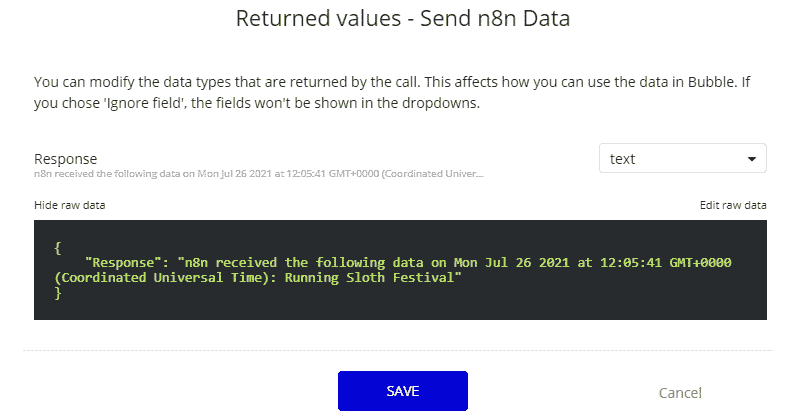 Returned values - Send n8n Data
You can modify the data types that are returned by the call. This affects how you can use the data in Bubble. If
you chose 'Ignore field', the fields won't be shown in the dropdowns.
Response
text
n8n received the following data on Mon Jul 26 2021 at 12:05:41 GMT+0000 (Coordinated Univer...
Hide raw data
Edit raw data
{
"Response": "n8n received the following data on Mon Jul 26 2021 at 12:05:41 GMT+0000
(Coordinated Universal Time): Running Sloth Festival"
}
SAVE
Cancel